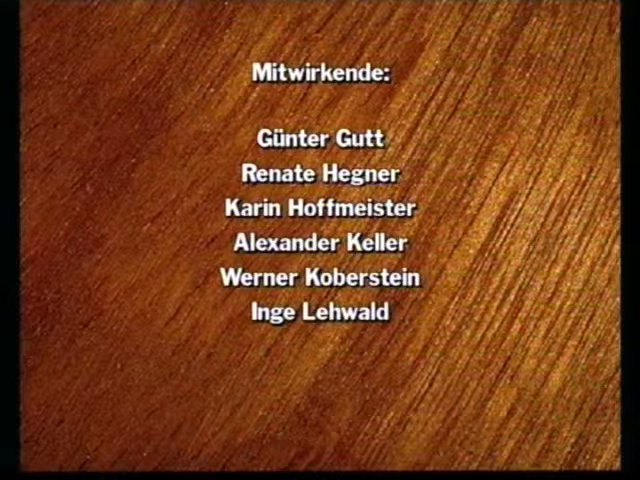 Mitwirkende:
Günter Gutt
Renate Hegner
Karin Hoffmeister
Alexander Keller
Werner Koberstein
Inge Lehwald